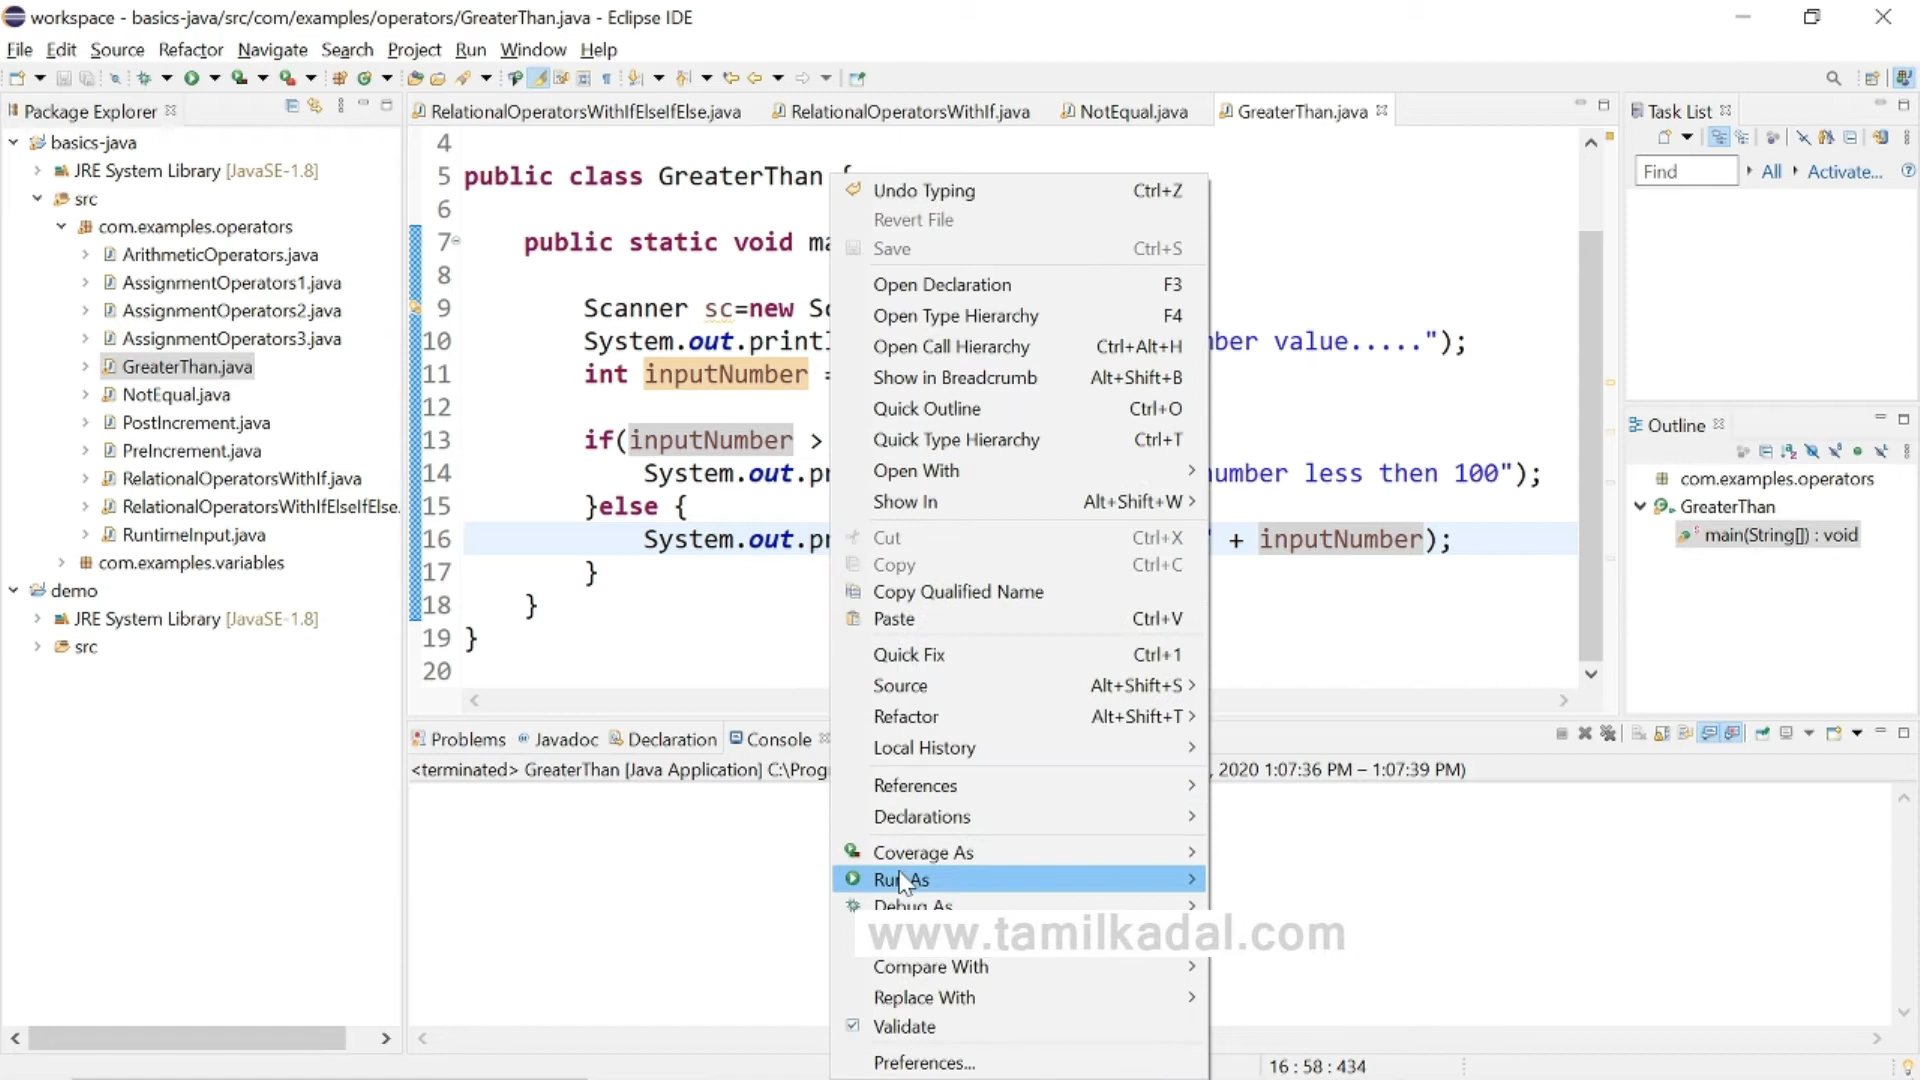 workspace - basics-java/src/com/examples/operators/GreaterThan.java - Eclipse IDE
File Edit Source Refactor Navigate Search Project Run Window Help
Package Explorer
basics-java
JRE System Library [JavaSE-1.8]
src
com.examples.operators
ArithmeticOperators.java
AssignmentOperators1.java
AssignmentOperators2.java
AssignmentOperators3.java
GreaterThan.java
NotEqual.java
PostIncrement.java
PreIncrement.java
RelationalOperatorsWithIf.java
RelationalOperatorsWithIfElseIfElse.
RuntimeInput.java
com.examples.variables
demo
JRE System Library [JavaSE-1.8]
src
RelationalOperatorsWithIfElseIfElse.java RelationalOperatorsWithIf.java NotEqual.java GreaterThan.java
4
5 public class GreaterThan {
6
7 public static void ma
8
9 Scanner sc=new Sc
10 System.out.printl mber value.....");
11 int inputNumber =
12
13 if(inputNumber >
14 System.out.pr number less then 100");
15 }else {
16 System.out.pr " + inputNumber);
17 }
18 }
19 }
20
Undo Typing Ctrl+Z
Revert File
Save Ctrl+S
Open Declaration F3
Open Type Hierarchy F4
Open Call Hierarchy Ctrl+Alt+H
Show in Breadcrumb Alt+Shift+B
Quick Outline Ctrl+O
Quick Type Hierarchy Ctrl+T
Open With
Show In Alt+Shift+W
Cut Ctrl+X
Copy Ctrl+C
Copy Qualified Name
Paste Ctrl+V
Quick Fix Ctrl+1
Source Alt+Shift+S
Refactor Alt+Shift+T
Local History
References
Declarations
Coverage As
Run As
Debug As
www.tamilkadal.com
Compare With
Replace With
Validate
Preferences...
Problems Javadoc Declaration Console
<terminated> GreaterThan [Java Application] C:\Prog , 2020 1:07:36 PM – 1:07:39 PM)
Task List
Find All Activate...
Outline
com.examples.operators
GreaterThan
main(String[]) : void
16 : 58 : 434